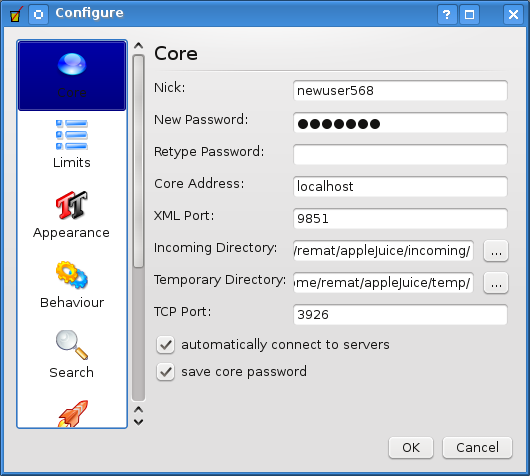 Configure
Core
Core
Limits
Appearance
Behaviour
Search
Nick:
newuser568
New Password:
●●●●●●●
Retype Password:
Core Address:
localhost
XML Port:
9851
Incoming Directory:
/remat/appleJuice/incoming/
...
Temporary Directory:
ome/remat/appleJuice/temp/
...
TCP Port:
3926
automatically connect to servers
save core password
OK
Cancel